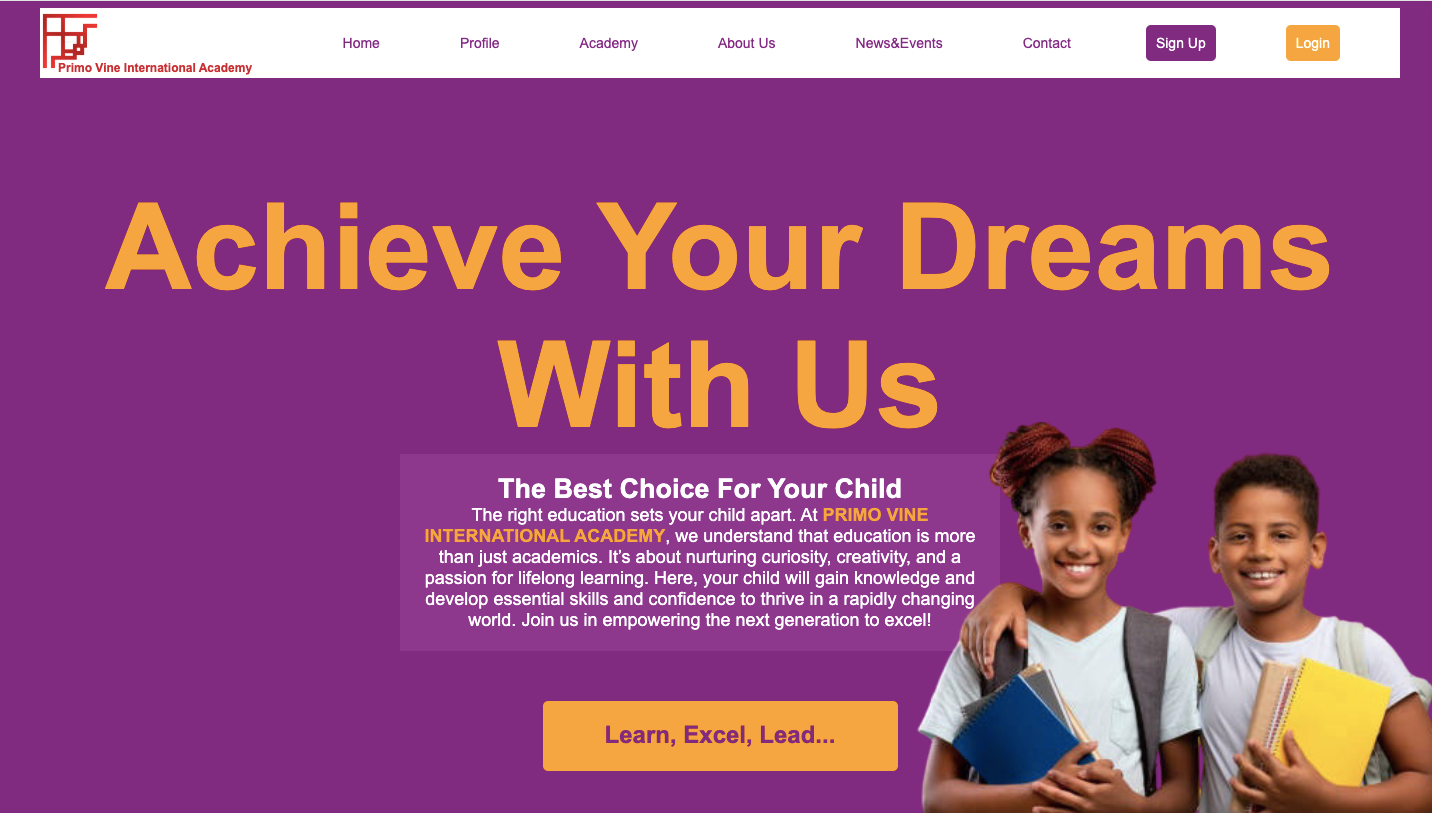 Primo Vine International Academy
Home
Profile
Academy
About Us
News&Events
Contact
Sign Up
Login
Achieve Your Dreams
With Us
The Best Choice For Your Child
The right education sets your child apart. At PRIMO VINE
INTERNATIONAL ACADEMY, we understand that education is more
than just academics. It's about nurturing curiosity, creativity, and a
passion for lifelong learning. Here, your child will gain knowledge and
develop essential skills and confidence to thrive in a rapidly changing
world. Join us in empowering the next generation to excel!
Learn, Excel, Lead...